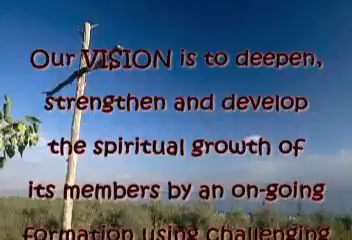 Our VISION is to deepen,
strengthen and develop
the spiritual growth of
its members by an on-going
formation using challenging